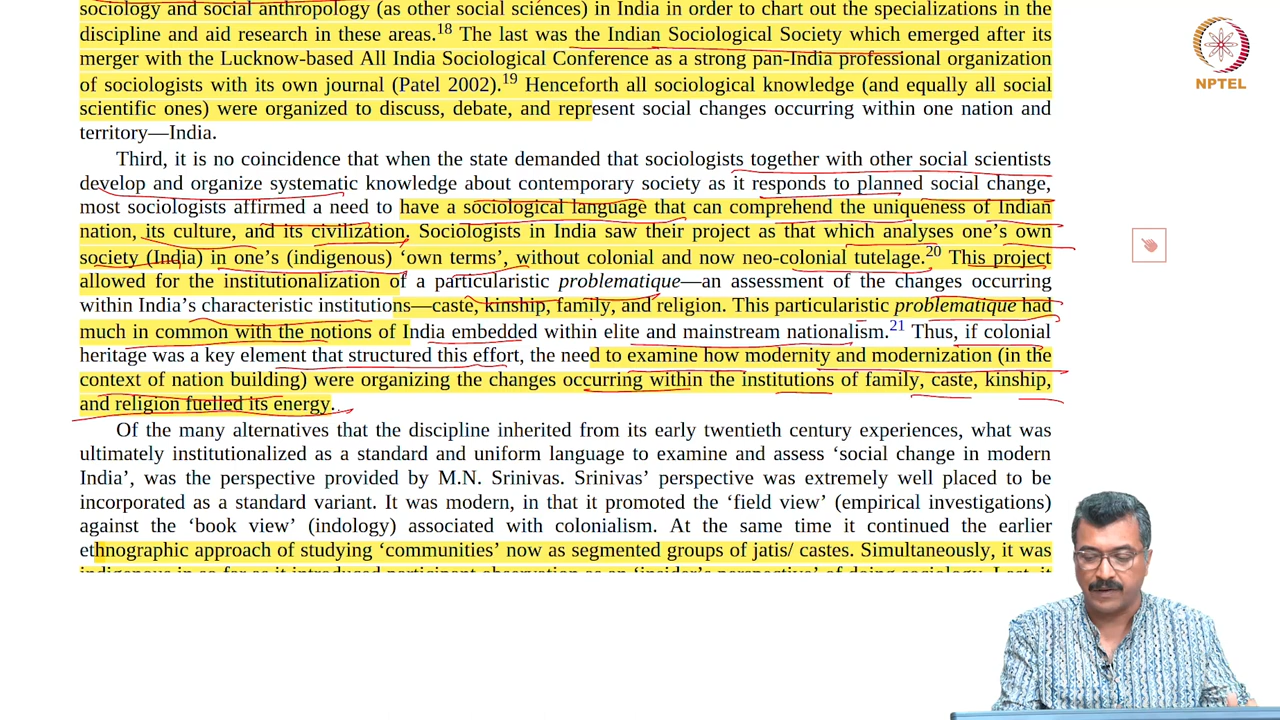 sociology and social anthropology (as other social sciences) in India in order to chart out the specializations in the
discipline and aid research in these areas.18 The last was the Indian Sociological Society which emerged after its
merger with the Lucknow-based All India Sociological Conference as a strong pan-India professional organization
of sociologists with its own journal (Patel 2002).19 Henceforth all sociological knowledge (and equally all social
scientific ones) were organized to discuss, debate, and represent social changes occurring within one nation and
territory—India.
Third, it is no coincidence that when the state demanded that sociologists together with other social scientists
develop and organize systematic knowledge about contemporary society as it responds to planned social change,
most sociologists affirmed a need to have a sociological language that can comprehend the uniqueness of Indian
nation, its culture, and its civilization. Sociologists in India saw their project as that which analyses one's own
society (India) in one's (indigenous) 'own terms', without colonial and now neo-colonial tutelage.20 This project
allowed for the institutionalization of a particularistic problematique—an assessment of the changes occurring
within India's characteristic institutions—caste, kinship, family, and religion. This particularistic problematique had
much in common with the notions of India embedded within elite and mainstream nationalism.21 Thus, if colonial
heritage was a key element that structured this effort, the need to examine how modernity and modernization (in the
context of nation building) were organizing the changes occurring within the institutions of family, caste, kinship,
and religion fuelled its energy.
Of the many alternatives that the discipline inherited from its early twentieth century experiences, what was
ultimately institutionalized as a standard and uniform language to examine and assess 'social change in modern
India', was the perspective provided by M.N. Srinivas. Srinivas' perspective was extremely well placed to be
incorporated as a standard variant. It was modern, in that it promoted the 'field view' (empirical investigations)
against the 'book view' (indology) associated with colonialism. At the same time it continued the earlier
ethnographic approach of studying 'communities' now as segmented groups of jatis/ castes. Simultaneously, it was
indigenous in so far as it introduced participant observation as an 'insider's perspective' of doing sociology. Last, it
NPTEL